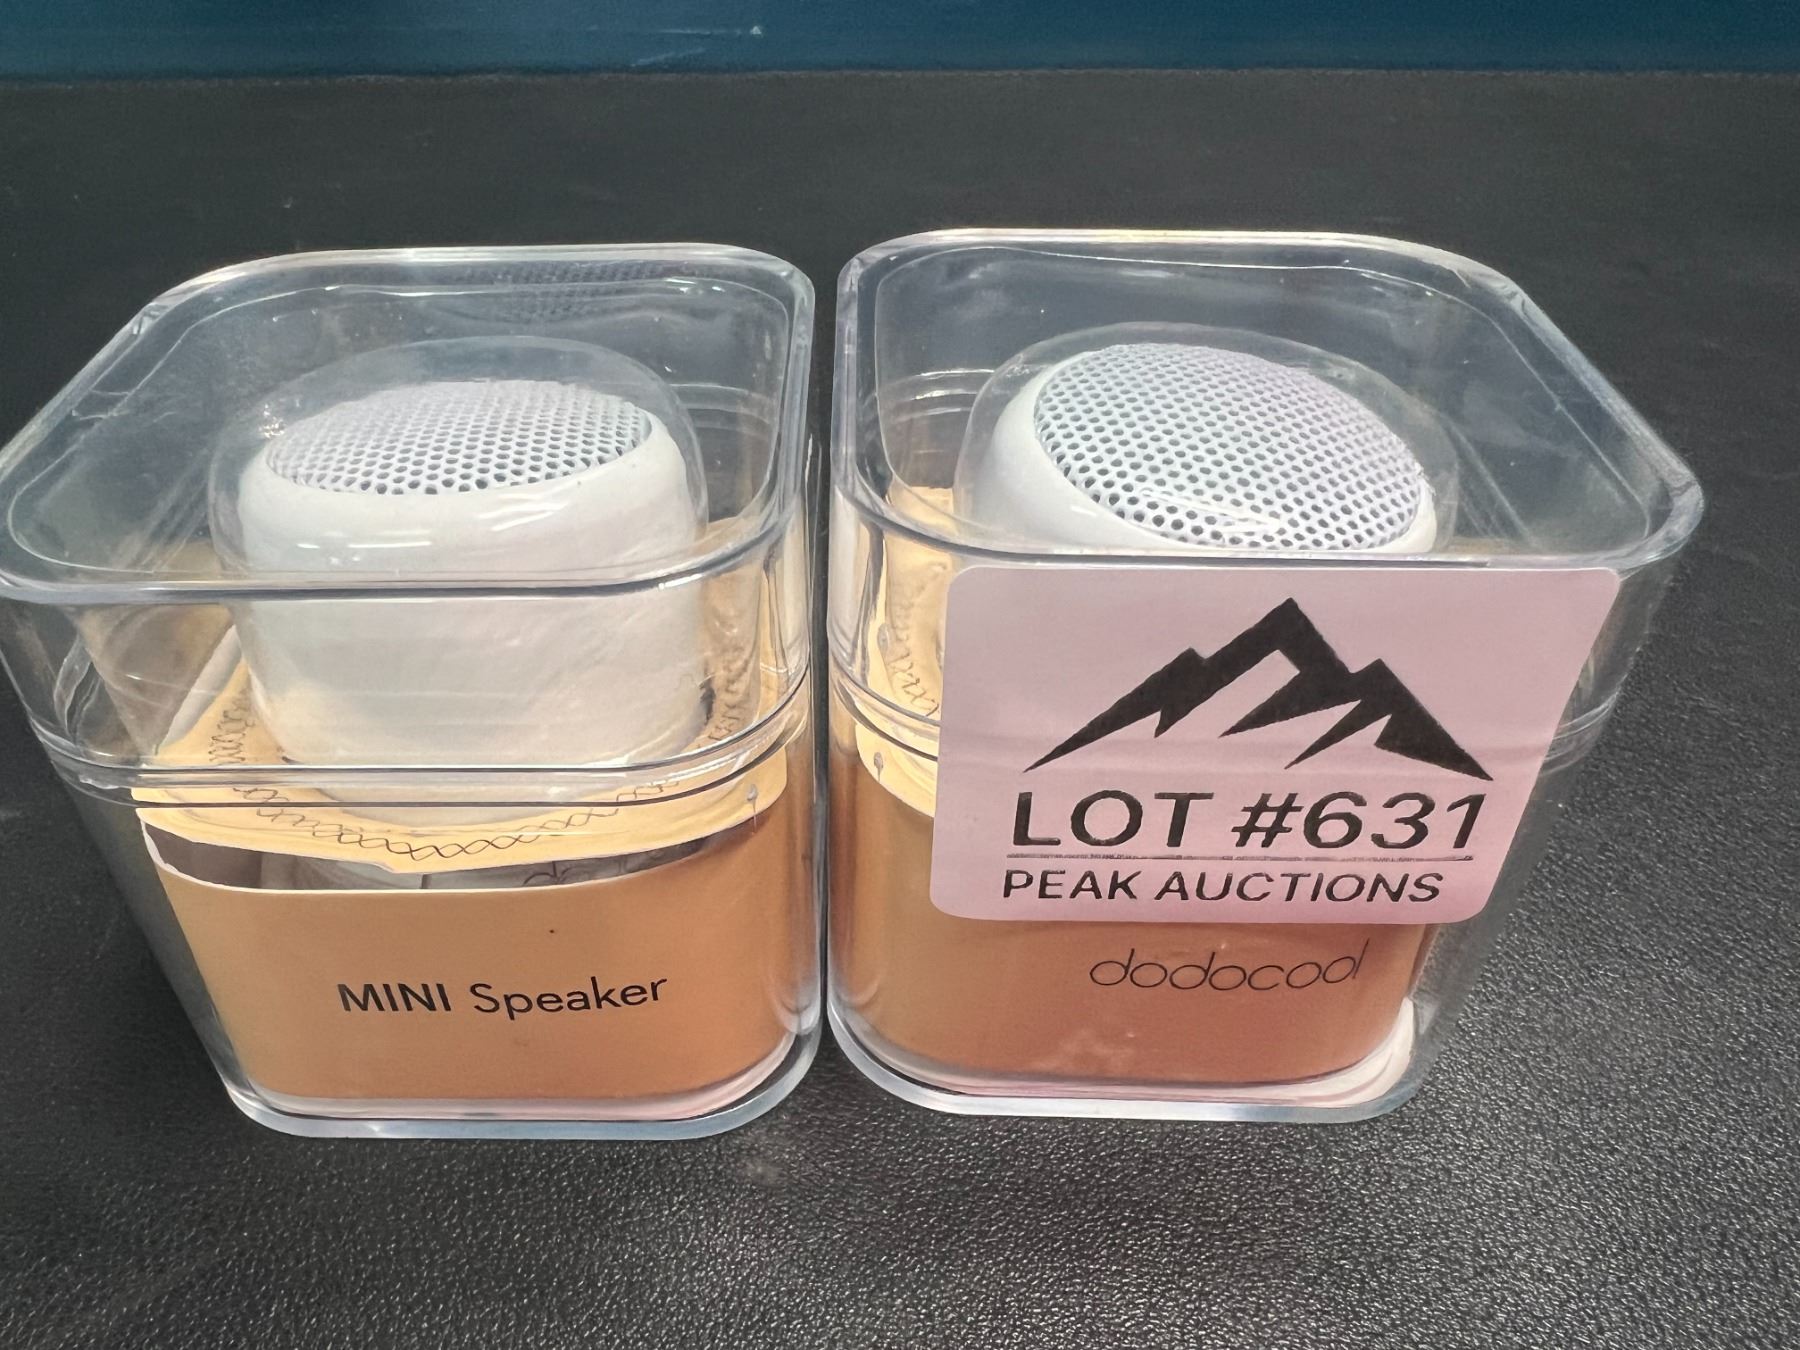 MINI Speaker
LOT #631
PEAK AUCTIONS
dodocool